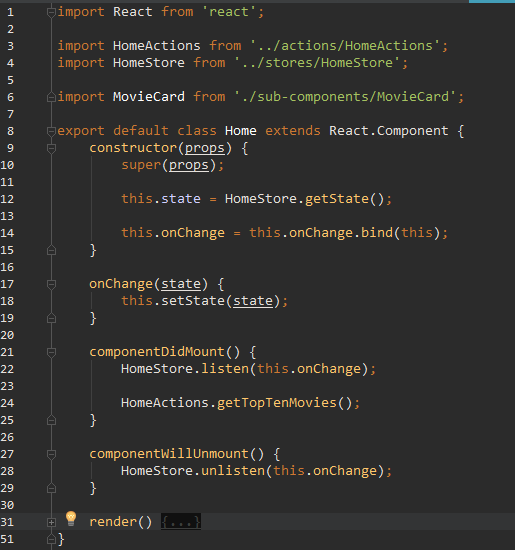 1 import React from 'react';
2
3 import HomeActions from '../actions/HomeActions';
4 import HomeStore from '../stores/HomeStore';
5
6 import MovieCard from './sub-components/MovieCard';
7
8 export default class Home extends React.Component {
9     constructor(props) {
10         super(props);
11
12         this.state = HomeStore.getState();
13
14         this.onChange = this.onChange.bind(this);
15     }
16
17     onChange(state) {
18         this.setState(state);
19     }
20
21     componentDidMount() {
22         HomeStore.listen(this.onChange);
23
24         HomeActions.getTopTenMovies();
25     }
26
27     componentWillUnmount() {
28         HomeStore.unlisten(this.onChange);
29     }
30
31     render() {...}
51 }